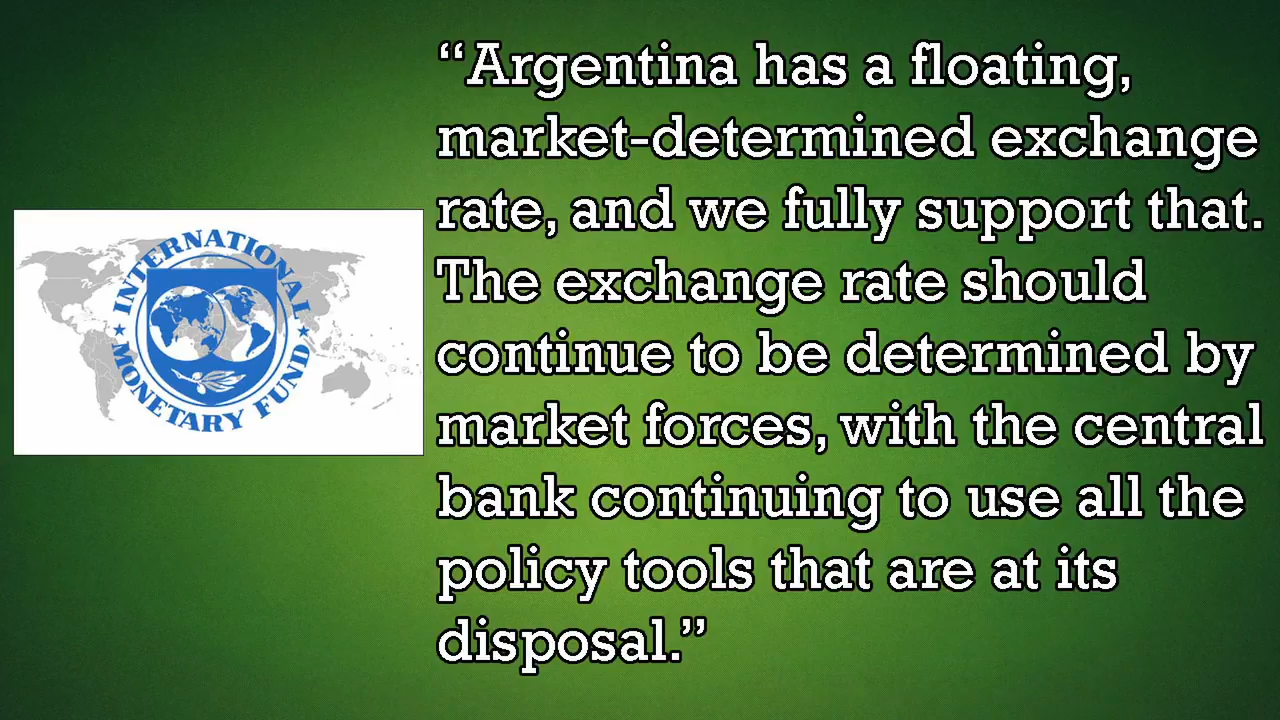 INTERNATIONAL
MONETARY FUND
“Argentina has a floating,
market-determined exchange
rate, and we fully support that.
The exchange rate should
continue to be determined by
market forces, with the central
bank continuing to use all the
policy tools that are at its
disposal.”